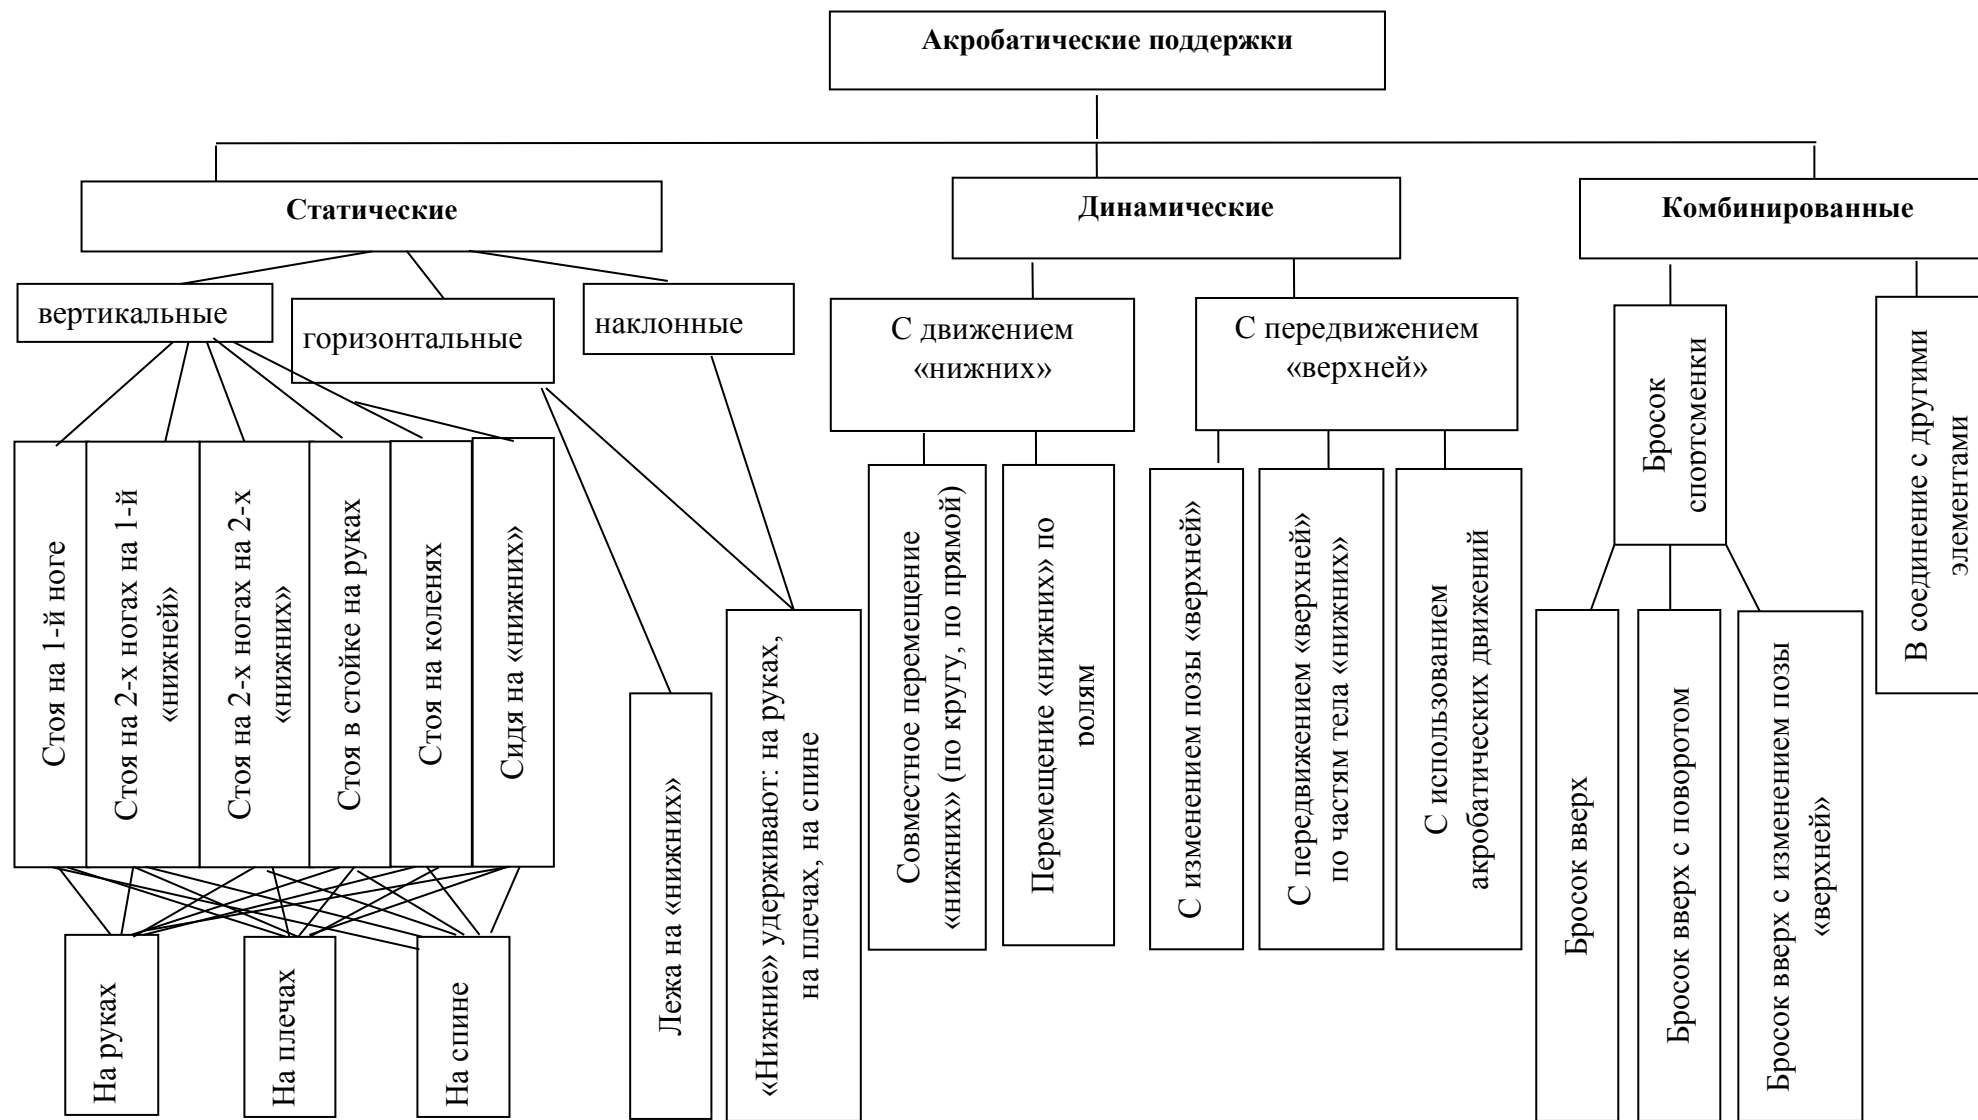 Акробатические поддержки
Статические
Динамические
Комбинированные
вертикальные
горизонтальные
наклонные
С движением
«нижних»
С передвижением
«верхней»
Бросок
спортсменки
В соединение с другими
элементами
Стоя на 1-й ноге
Стоя на 2-х ногах на 1-й
«нижней»
Стоя на 2-х ногах на 2-х
«нижних»
Стоя в стойке на руках
Стоя на коленях
Сидя на «нижних»
Лежа на «нижних»
«Нижние» удерживают: на руках,
на плечах, на спине
Совместное перемещение
«нижних» (по кругу, по прямой)
Перемещение «нижних» по
ролям
С изменением позы «верхней»
С передвижением «верхней»
по частям тела «нижних»
С использованием
акробатических движений
Бросок вверх
Бросок вверх с поворотом
Бросок вверх с изменением позы
«верхней»
На руках
На плечах
На спине